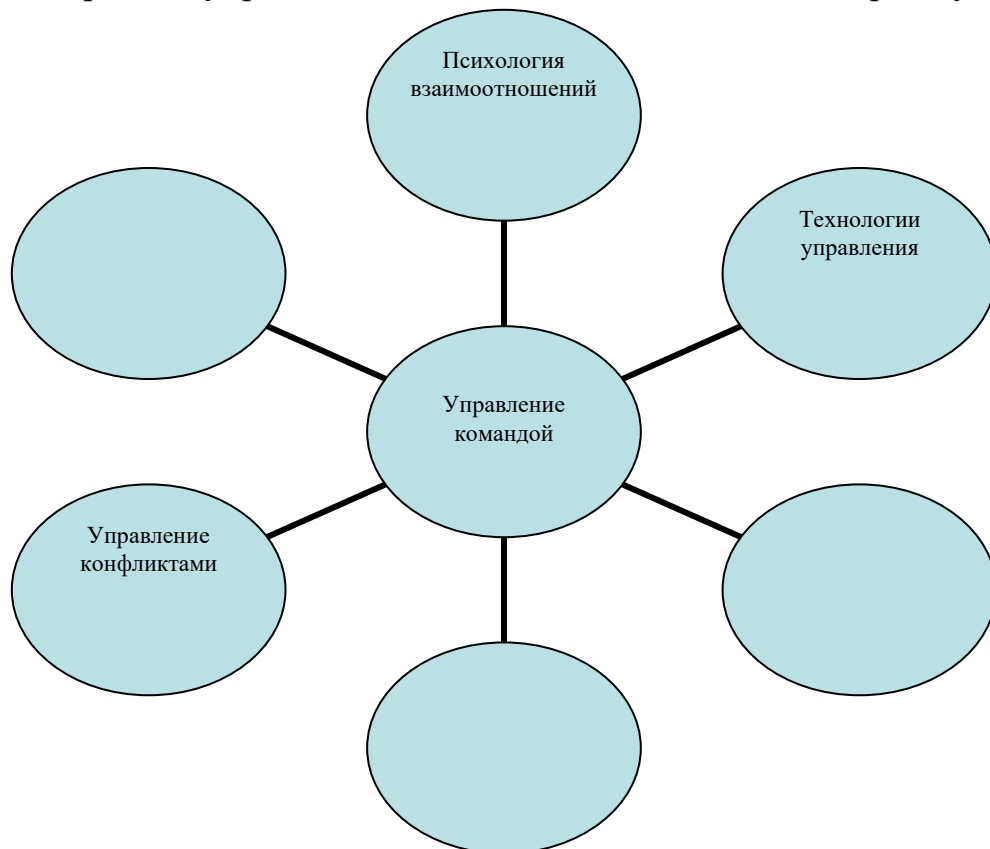 Психология
взаимоотношений
Технологии
управления
Управление
командой
Управление
конфликтами